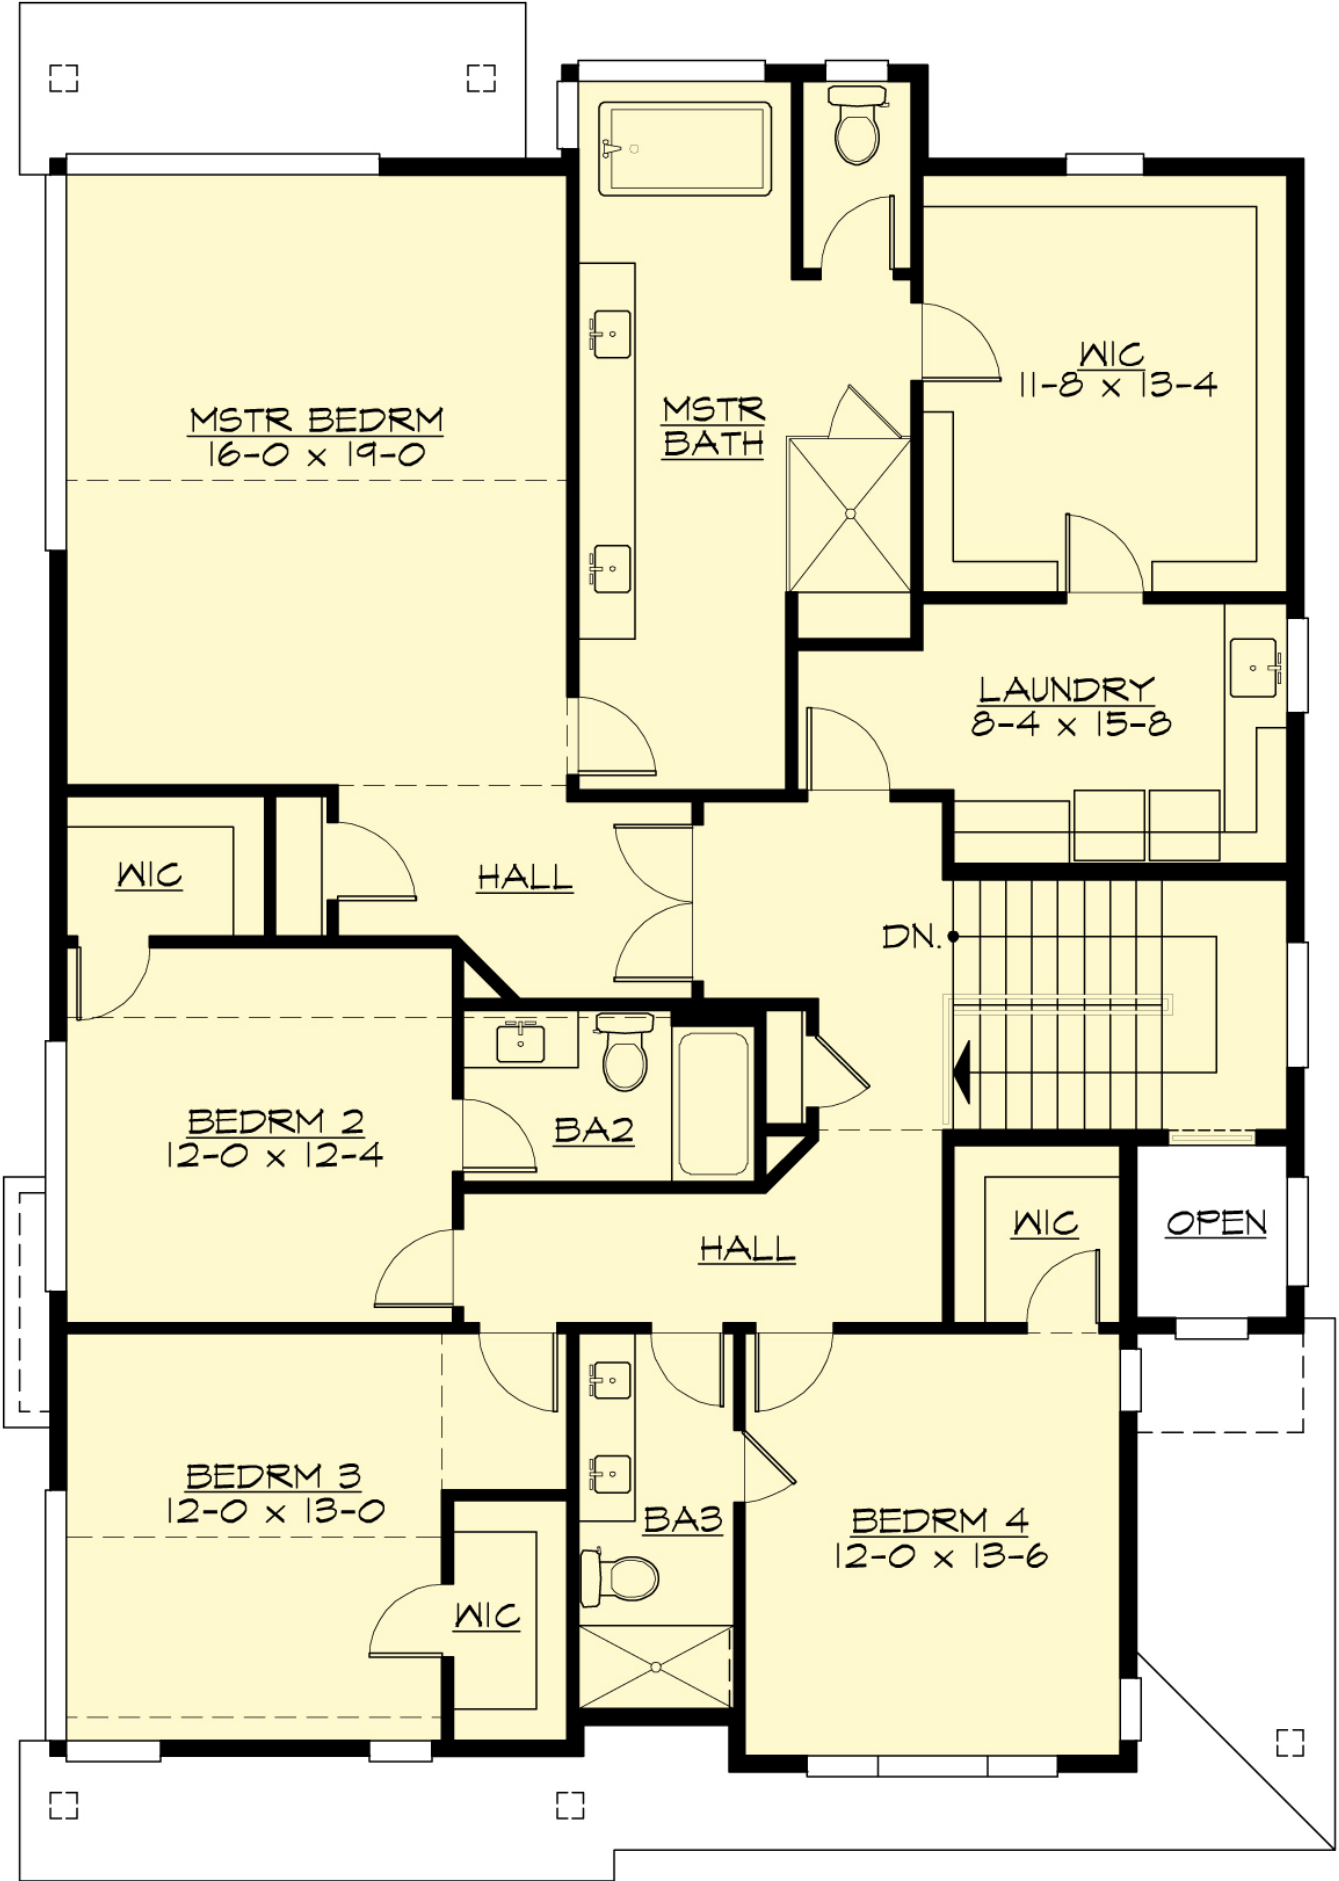 WIC
11-8 x 13-4
MSTR BEDRM
16-0 x 19-0
MSTR
BATH
LAUNDRY
8-4 x 15-8
WIC
HALL
DN.
BEDRM 2
12-0 x 12-4
BA2
WIC
OPEN
HALL
BEDRM 3
12-0 x 13-0
BA3
BEDRM 4
12-0 x 13-6
WIC